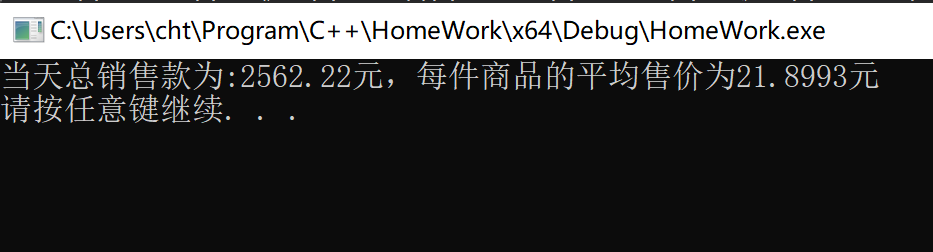 C:\Users\cht\Program\C++\HomeWork\x64\Debug\HomeWork.exe
当天总销售款为:2562.22元，每件商品的平均售价为21.8993元
请按任意键继续. . .